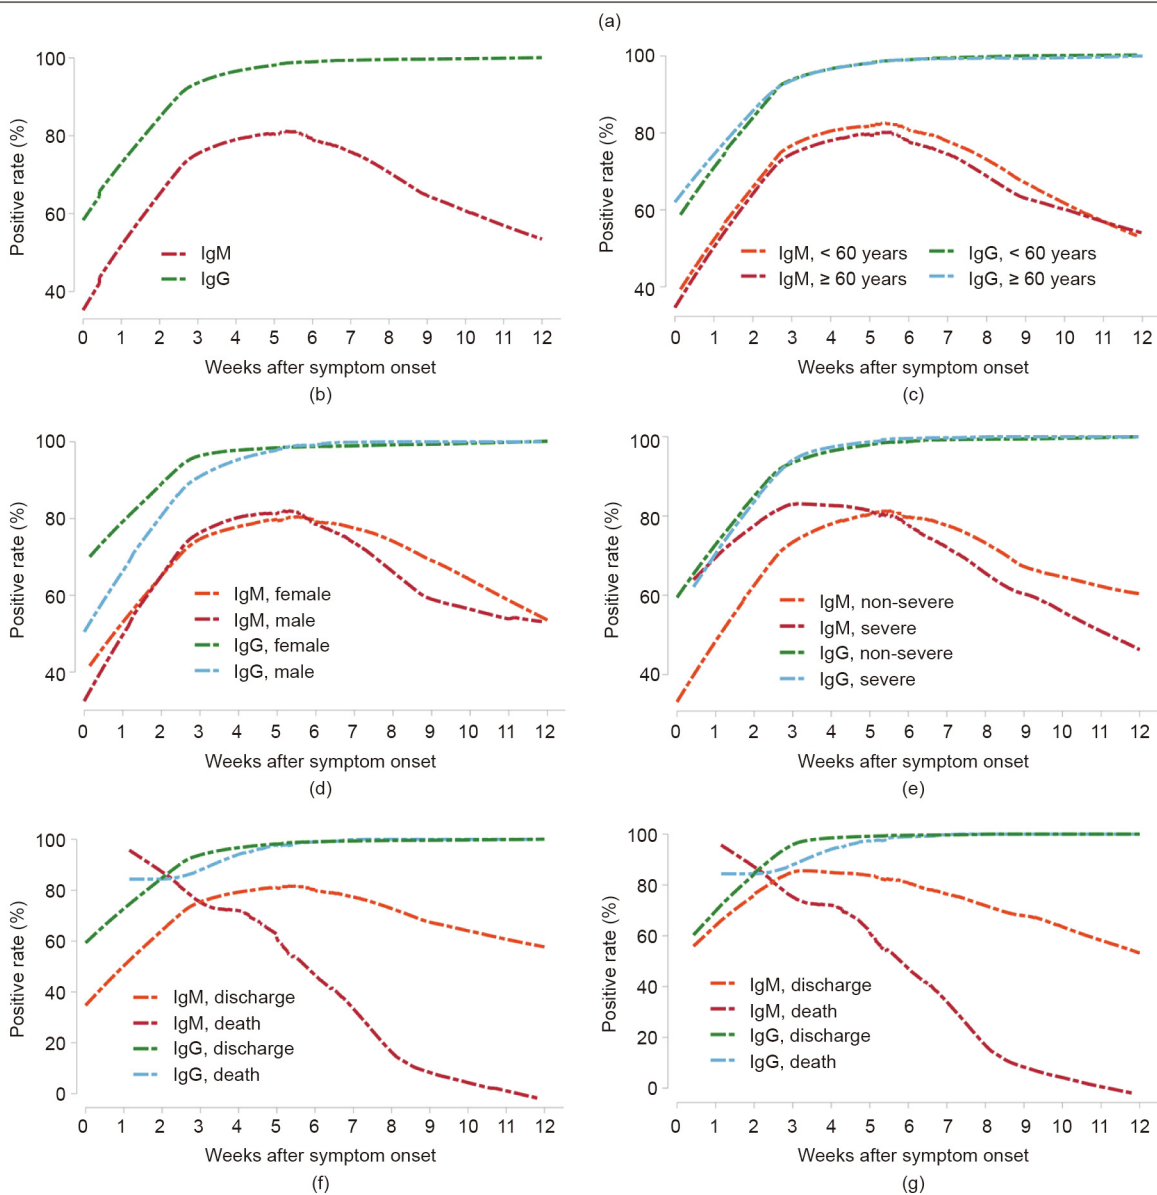 (a)
100
80
60
40
Positive rate (%)
IgM
IgG
0 1 2 3 4 5 6 7 8 9 10 11 12
Weeks after symptom onset
(b)
100
80
60
40
Positive rate (%)
IgM, < 60 years
IgM, ≥ 60 years
IgG, < 60 years
IgG, ≥ 60 years
0 1 2 3 4 5 6 7 8 9 10 11 12
Weeks after symptom onset
(c)
100
80
60
40
Positive rate (%)
IgM, female
IgM, male
IgG, female
IgG, male
0 1 2 3 4 5 6 7 8 9 10 11 12
Weeks after symptom onset
(d)
100
80
60
40
Positive rate (%)
IgM, non-severe
IgM, severe
IgG, non-severe
IgG, severe
0 1 2 3 4 5 6 7 8 9 10 11 12
Weeks after symptom onset
(e)
100
80
60
40
20
0
Positive rate (%)
IgM, discharge
IgM, death
IgG, discharge
IgG, death
0 1 2 3 4 5 6 7 8 9 10 11 12
Weeks after symptom onset
(f)
100
80
60
40
20
0
Positive rate (%)
IgM, discharge
IgM, death
IgG, discharge
IgG, death
0 1 2 3 4 5 6 7 8 9 10 11 12
Weeks after symptom onset
(g)